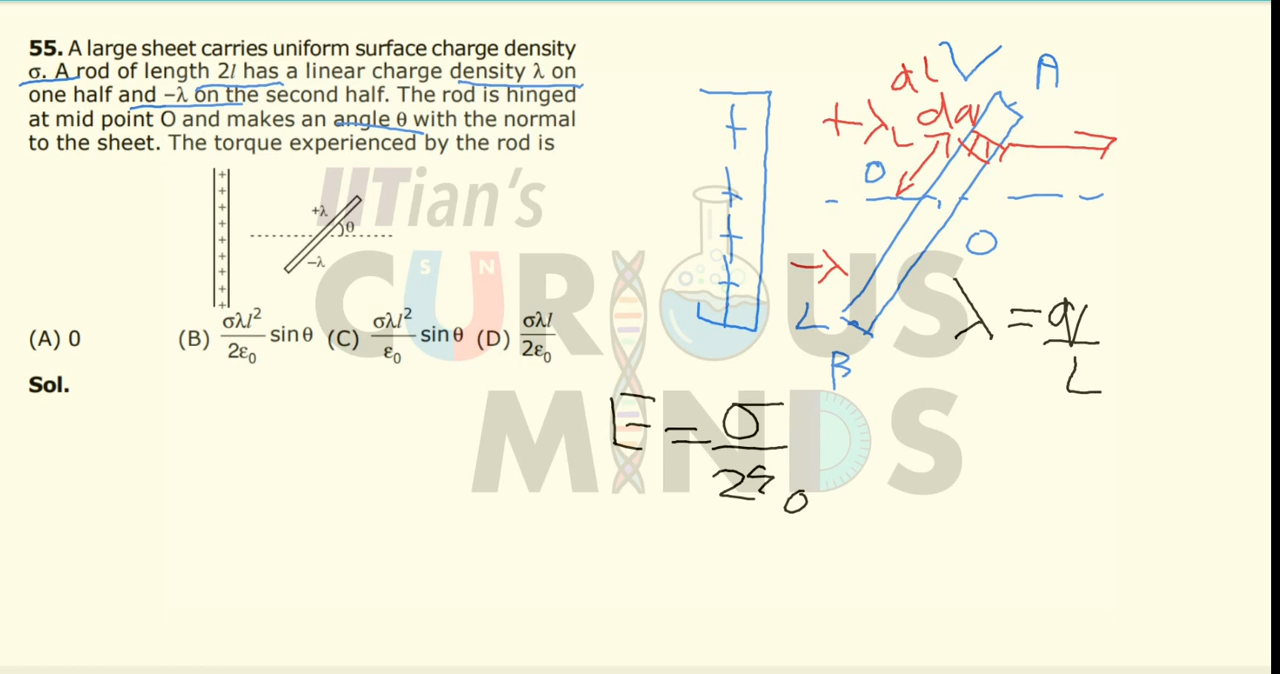 55. A large sheet carries uniform surface charge density
σ. A rod of length 2l has a linear charge density λ on
one half and –λ on the second half. The rod is hinged
at mid point O and makes an angle θ with the normal
to the sheet. The torque experienced by the rod is
+λ
θ
–λ
(A) 0 (B) σλl²/2ε₀ sinθ (C) σλl²/ε₀ sinθ (D) σλl/2ε₀
Sol.
IITian's
CURIOUS
S N
MINDS
dl
A
+λ
L
dq
O
O
-λ
L
B
λ = q/L
E = σ/2ε₀